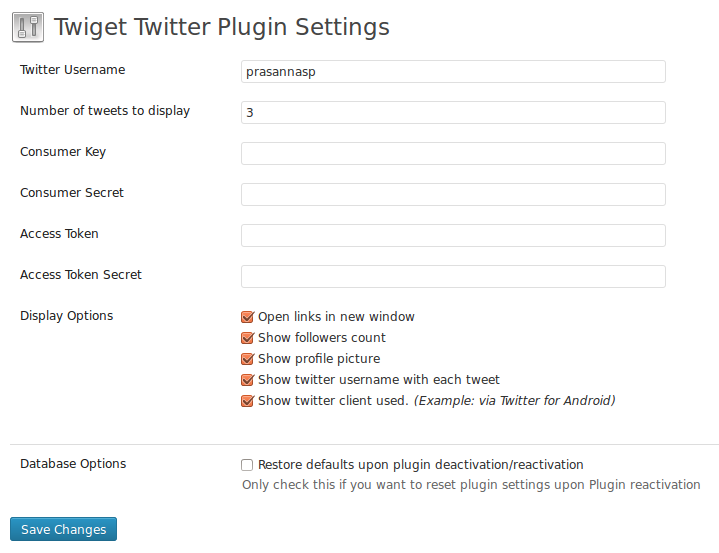 Twiget Twitter Plugin Settings
Twitter Username
prasannasp
Number of tweets to display
3
Consumer Key
Consumer Secret
Access Token
Access Token Secret
Display Options
Open links in new window
Show followers count
Show profile picture
Show twitter username with each tweet
Show twitter client used. (Example: via Twitter for Android)
Database Options
Restore defaults upon plugin deactivation/reactivation
Only check this if you want to reset plugin settings upon Plugin reactivation
Save Changes